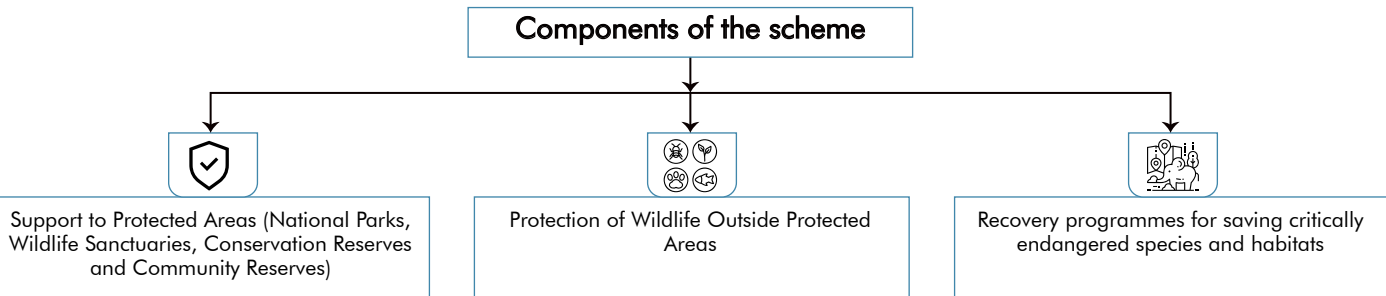 Components of the scheme
Support to Protected Areas (National Parks,
Wildlife Sanctuaries, Conservation Reserves
and Community Reserves)
Protection of Wildlife Outside Protected
Areas
Recovery programmes for saving critically
endangered species and habitats